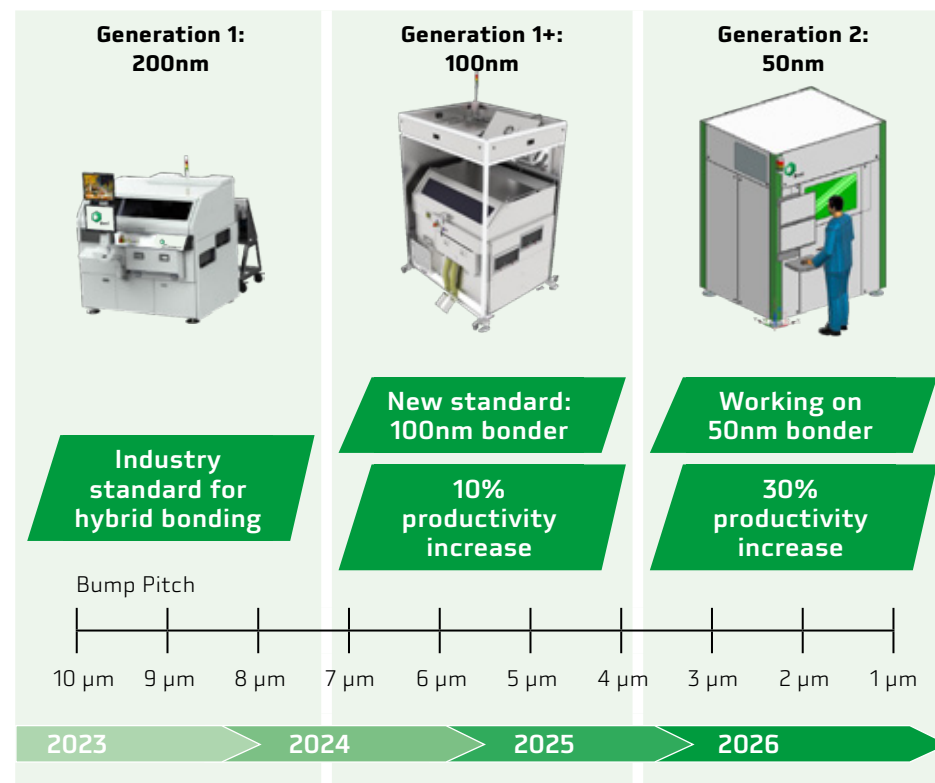 Generation 1:
200nm
Generation 1+:
100nm
Generation 2:
50nm
Industry
standard for
hybrid bonding
New standard:
100nm bonder
10%
productivity
increase
Working on
50nm bonder
30%
productivity
increase
Bump Pitch
10 µm 9 µm 8 µm 7 µm 6 µm 5 µm 4 µm 3 µm 2 µm 1 µm
2023 2024 2025 2026